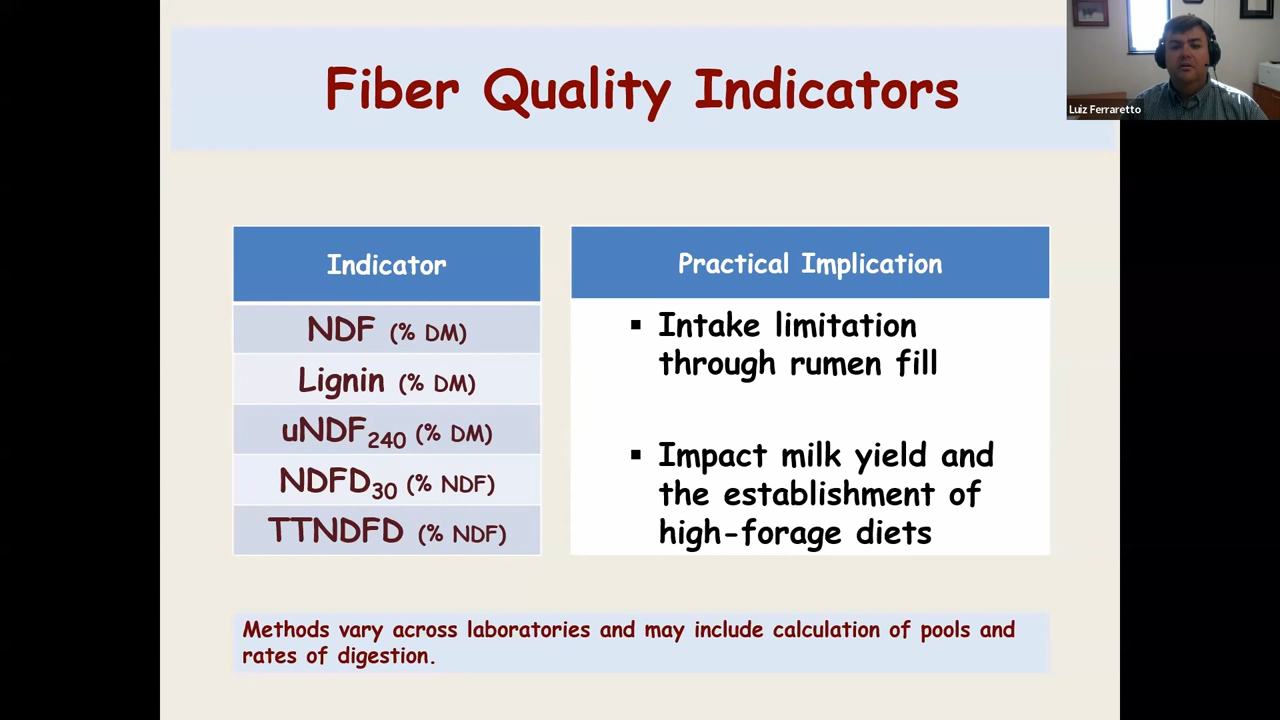 Fiber Quality Indicators
Luiz Ferraretto
Indicator
NDF (% DM)
Lignin (% DM)
uNDF240 (% DM)
NDFD30 (% NDF)
TTNDFD (% NDF)
Practical Implication
▪ Intake limitation
through rumen fill
▪ Impact milk yield and
the establishment of
high-forage diets
Methods vary across laboratories and may include calculation of pools and
rates of digestion.